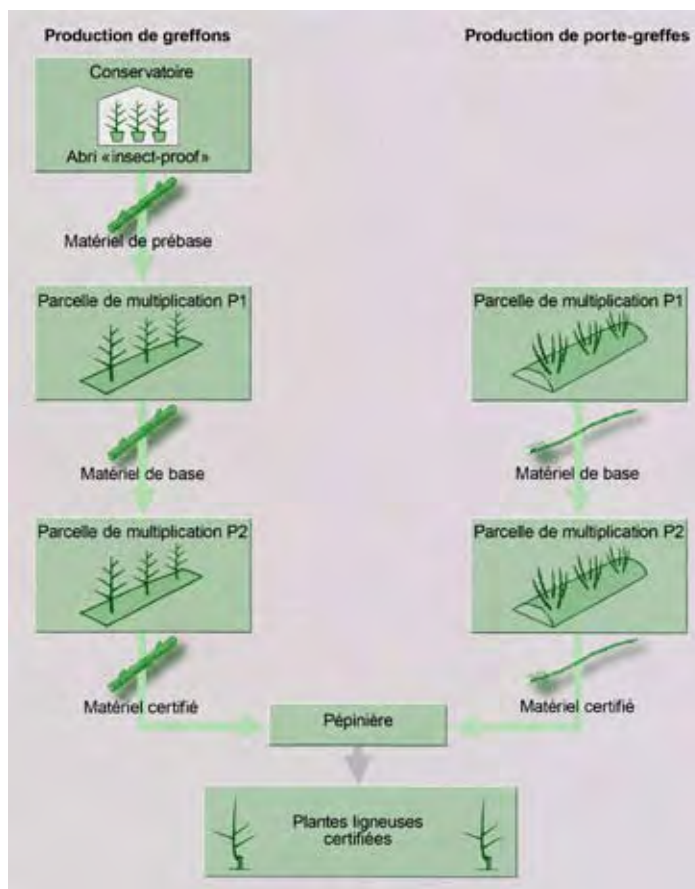 Production de greffons
Production de porte-greffes
Conservatoire
Abri «insect-proof»
Matériel de prébase
Parcelle de multiplication P1
Parcelle de multiplication P1
Matériel de base
Matériel de base
Parcelle de multiplication P2
Parcelle de multiplication P2
Matériel certifié
Matériel certifié
Pépinière
Plantes ligneuses
certifiées